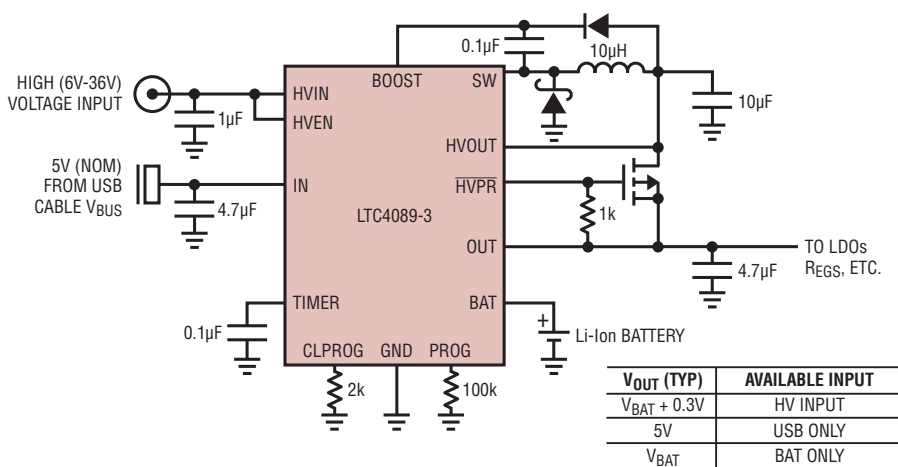 HIGH (6V-36V)
VOLTAGE INPUT
1µF
5V (NOM)
FROM USB
CABLE VBUS
4.7µF
0.1µF
HVIN
HVEN
IN
TIMER
BOOST
SW
HVOUT
HVPR
OUT
BAT
LTC4089-3
CLPROG
GND
PROG
2k
100k
0.1µF
10µH
10µF
1k
4.7µF
TO LDOs
REGS, ETC.
+
Li-Ion BATTERY
VOUT (TYP) AVAILABLE INPUT
VBAT + 0.3V HV INPUT
5V USB ONLY
VBAT BAT ONLY